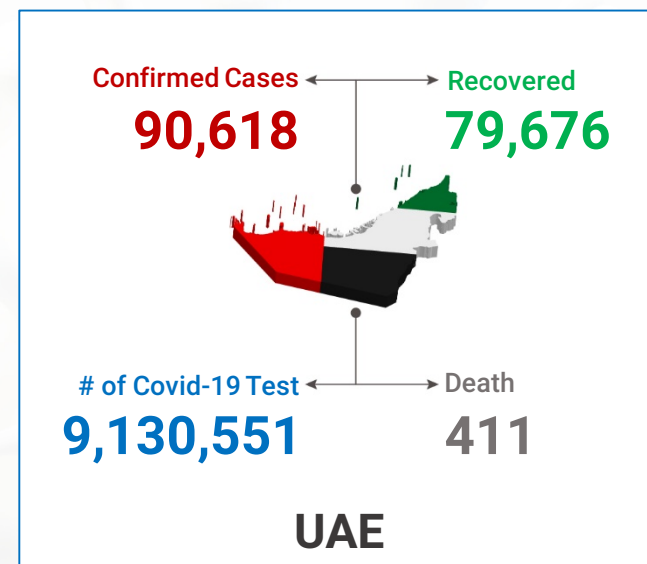 Confirmed Cases
Recovered
90,618
79,676
# of Covid-19 Test
Death
9,130,551
411
UAE